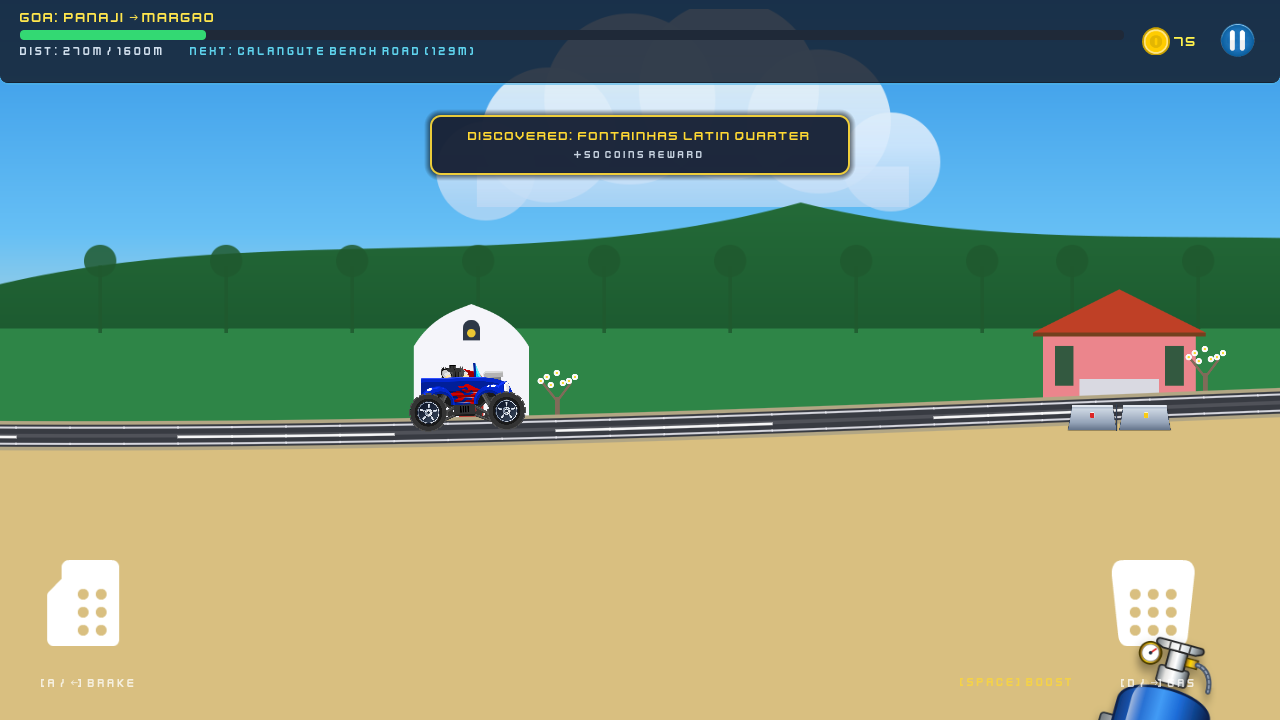 GOA: PANAJI → MARGAO
DIST: 270M / 1600M
NEXT: CALANGUTE BEACH ROAD (129M)
75
DISCOVERED: FONTAINHAS LATIN QUARTER
+50 COINS REWARD
[A / ←] BRAKE
[SPACE] BOOST
[D / →] GAS